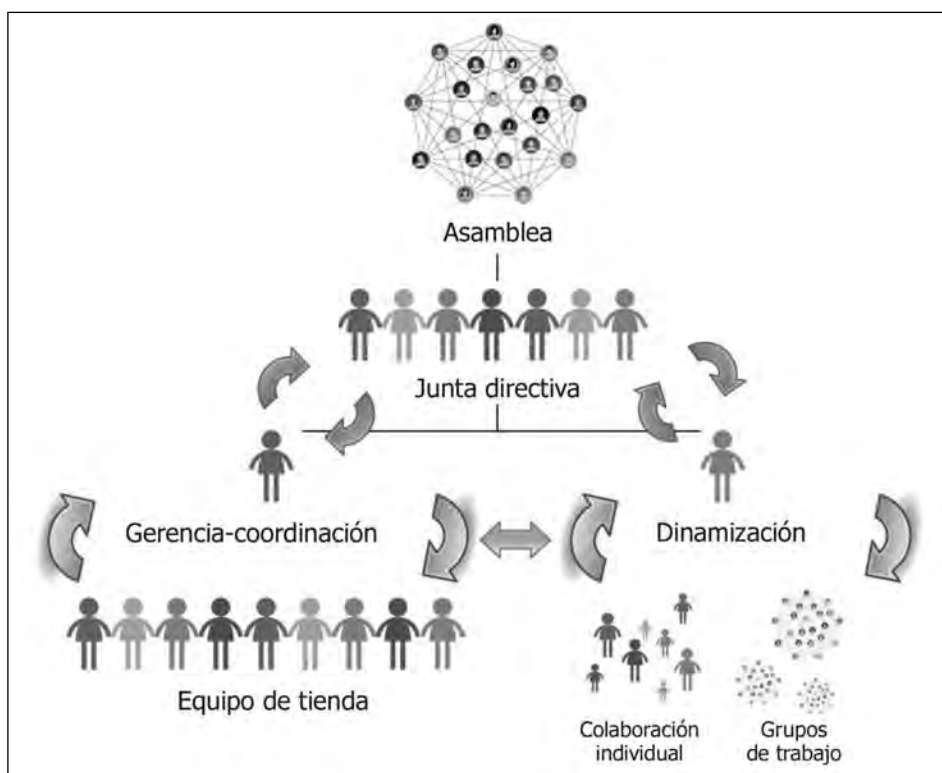 Asamblea
Junta directiva
Gerencia-coordinación
Dinamización
Equipo de tienda
Colaboración
individual
Grupos
de trabajo